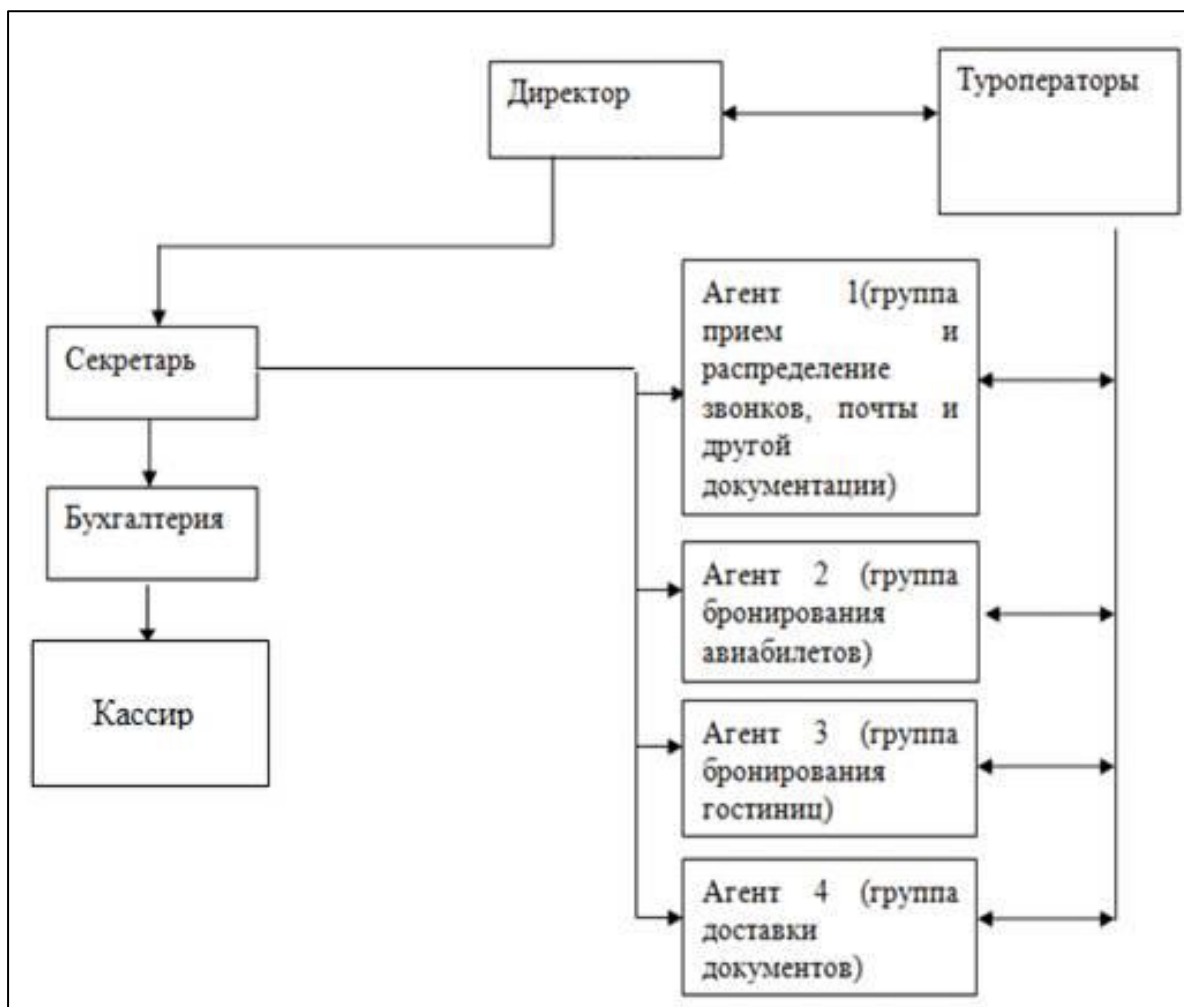 Директор
Туроператоры
Секретарь
Бухгалтерия
Кассир
Агент 1(группа
прием и
распределение
звонков, почты и
другой
документации)
Агент 2 (группа
бронирования
авиабилетов)
Агент 3 (группа
бронирования
гостиниц)
Агент 4 (группа
доставки
документов)